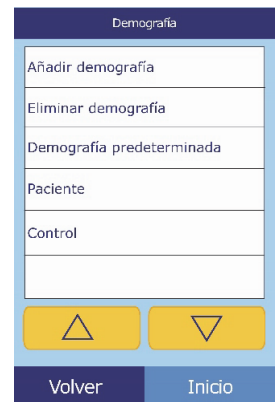 Demografía
Añadir demografía
Eliminar demografía
Demografía predeterminada
Paciente
Control
Volver Inicio